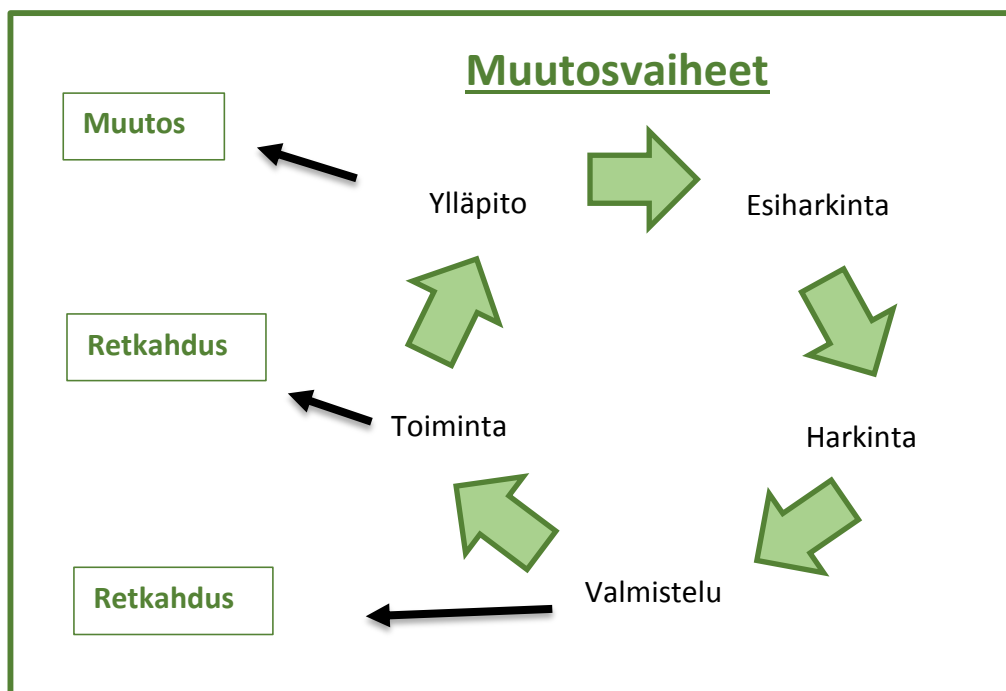 Muutosvaiheet
Muutos
Ylläpito
Esiharkinta
Retkahdus
Toiminta
Harkinta
Retkahdus
Valmistelu